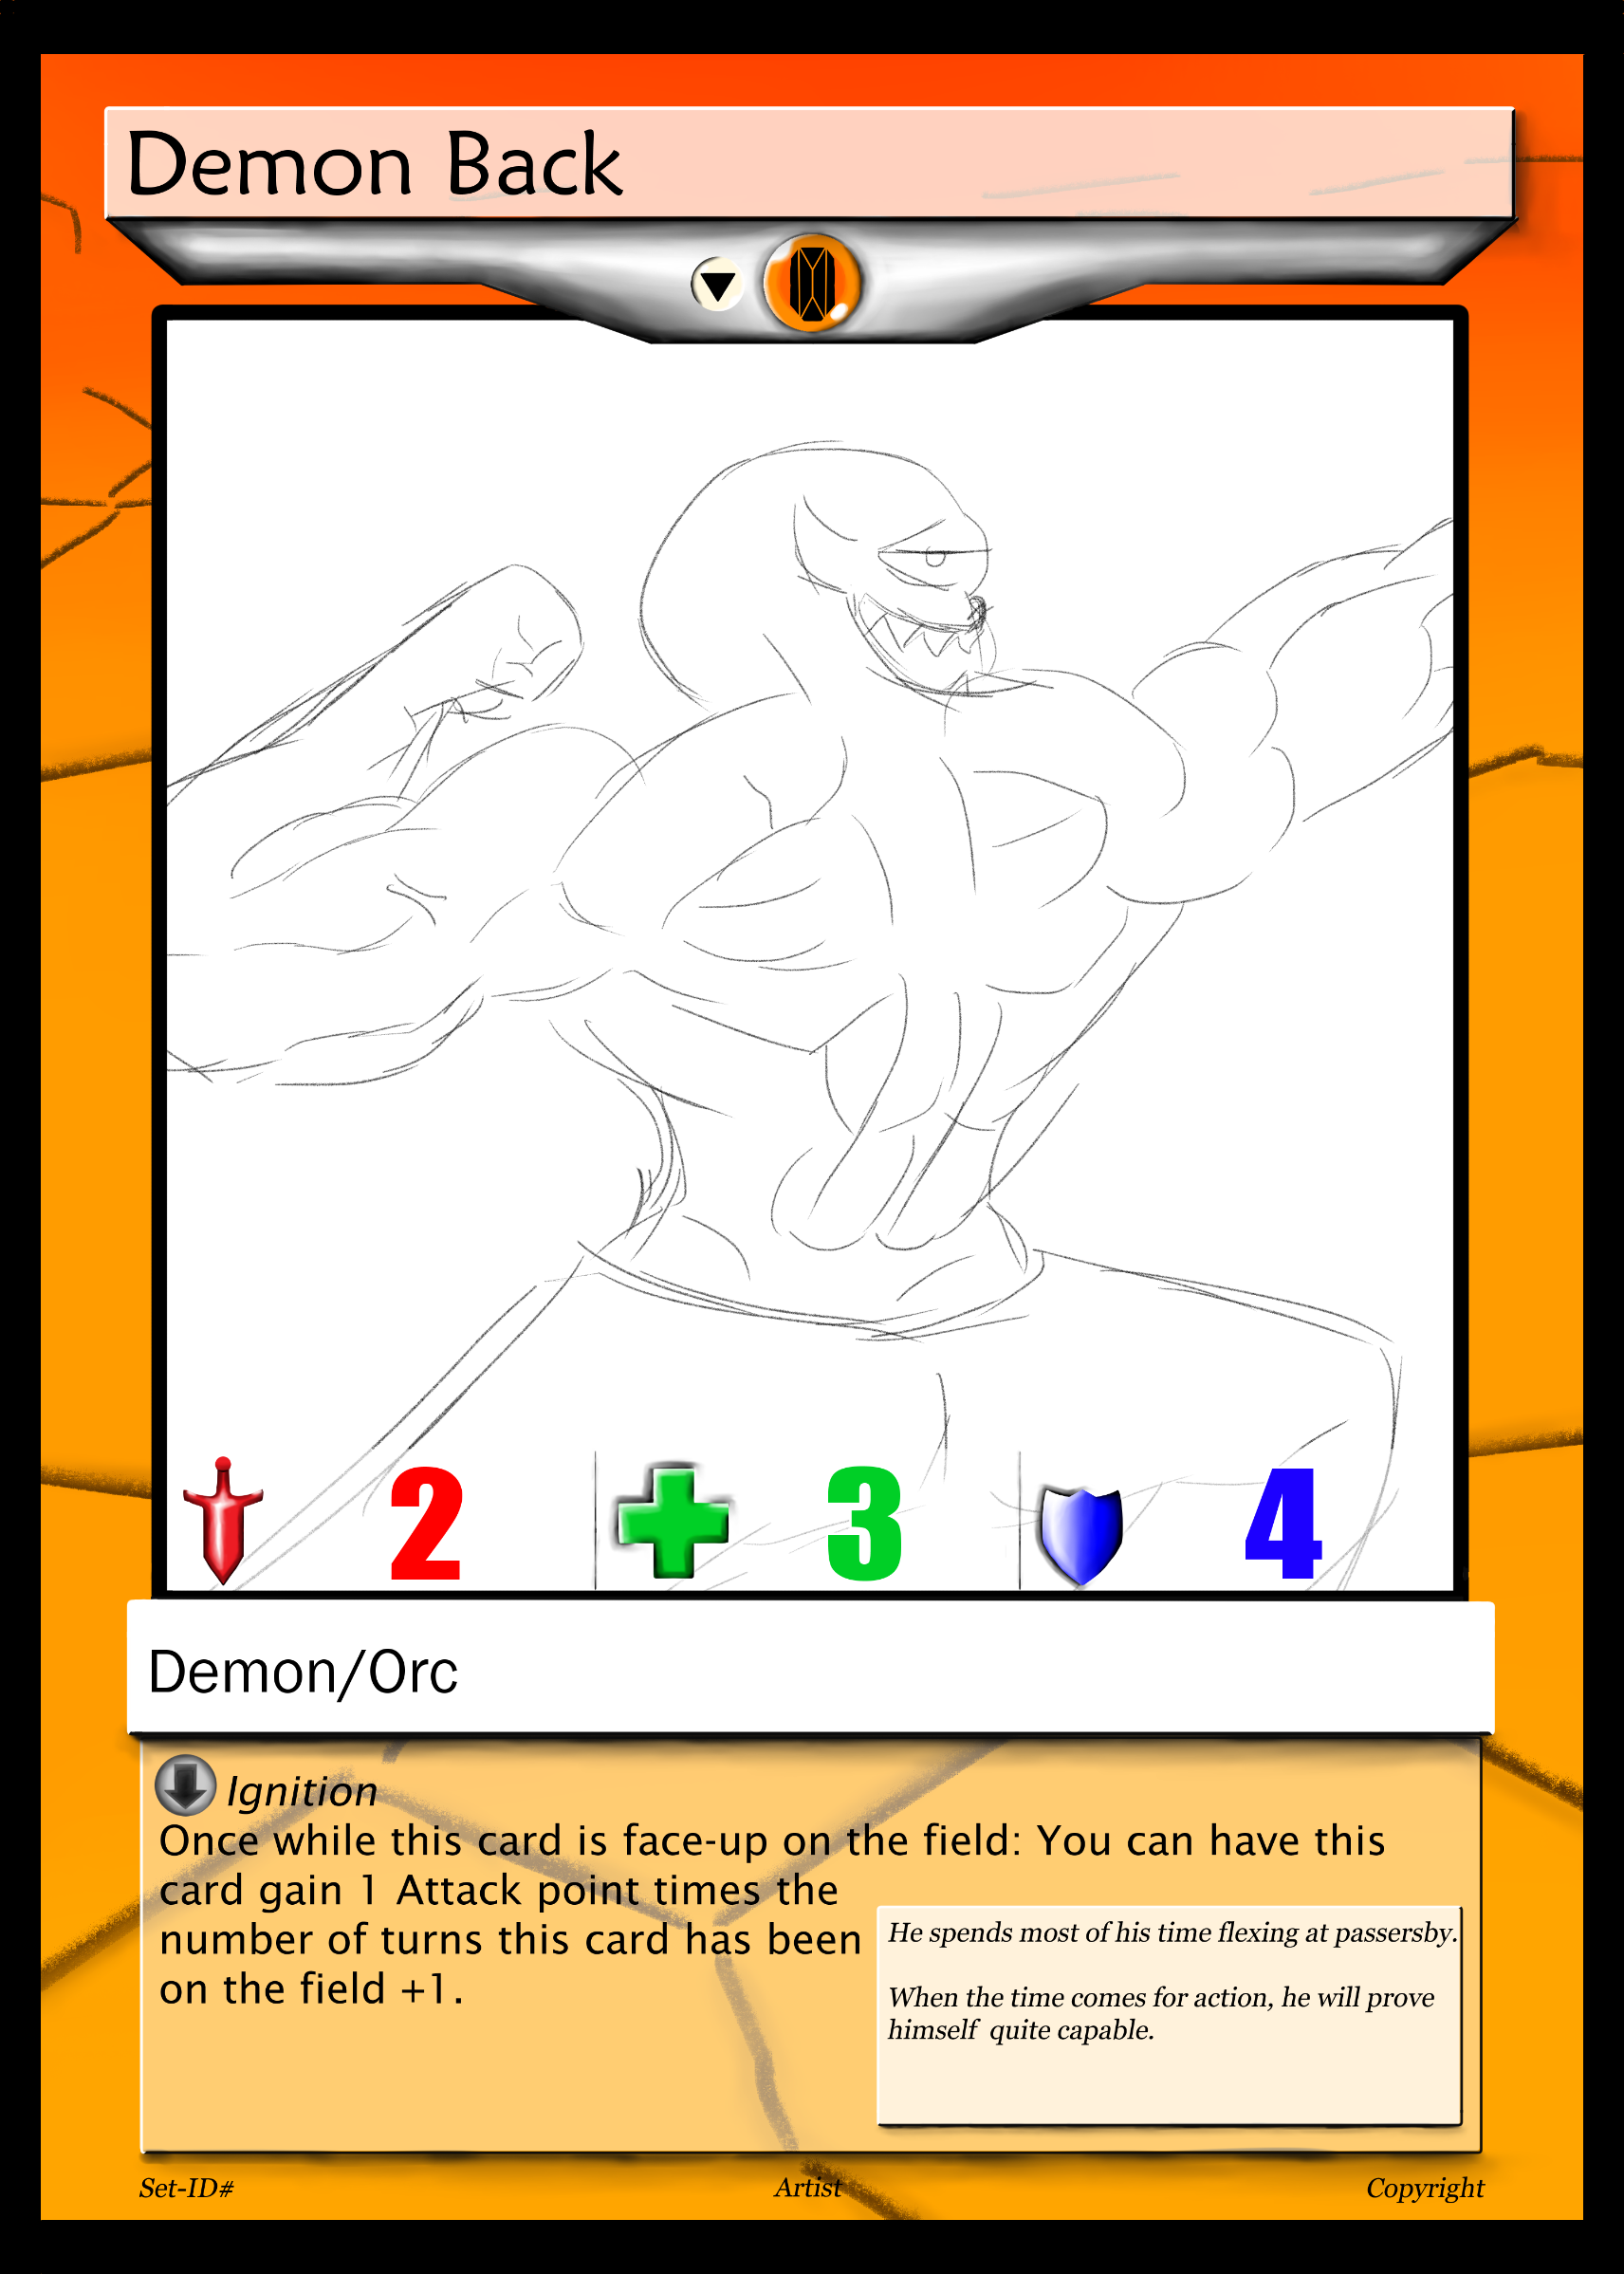 Demon Back
2 3 4
Demon/Orc
Ignition
Once while this card is face-up on the field: You can have this
card gain 1 Attack point times the
number of turns this card has been
on the field +1.
He spends most of his time flexing at passersby.
When the time comes for action, he will prove
himself  quite capable.
Set-ID# Artist Copyright